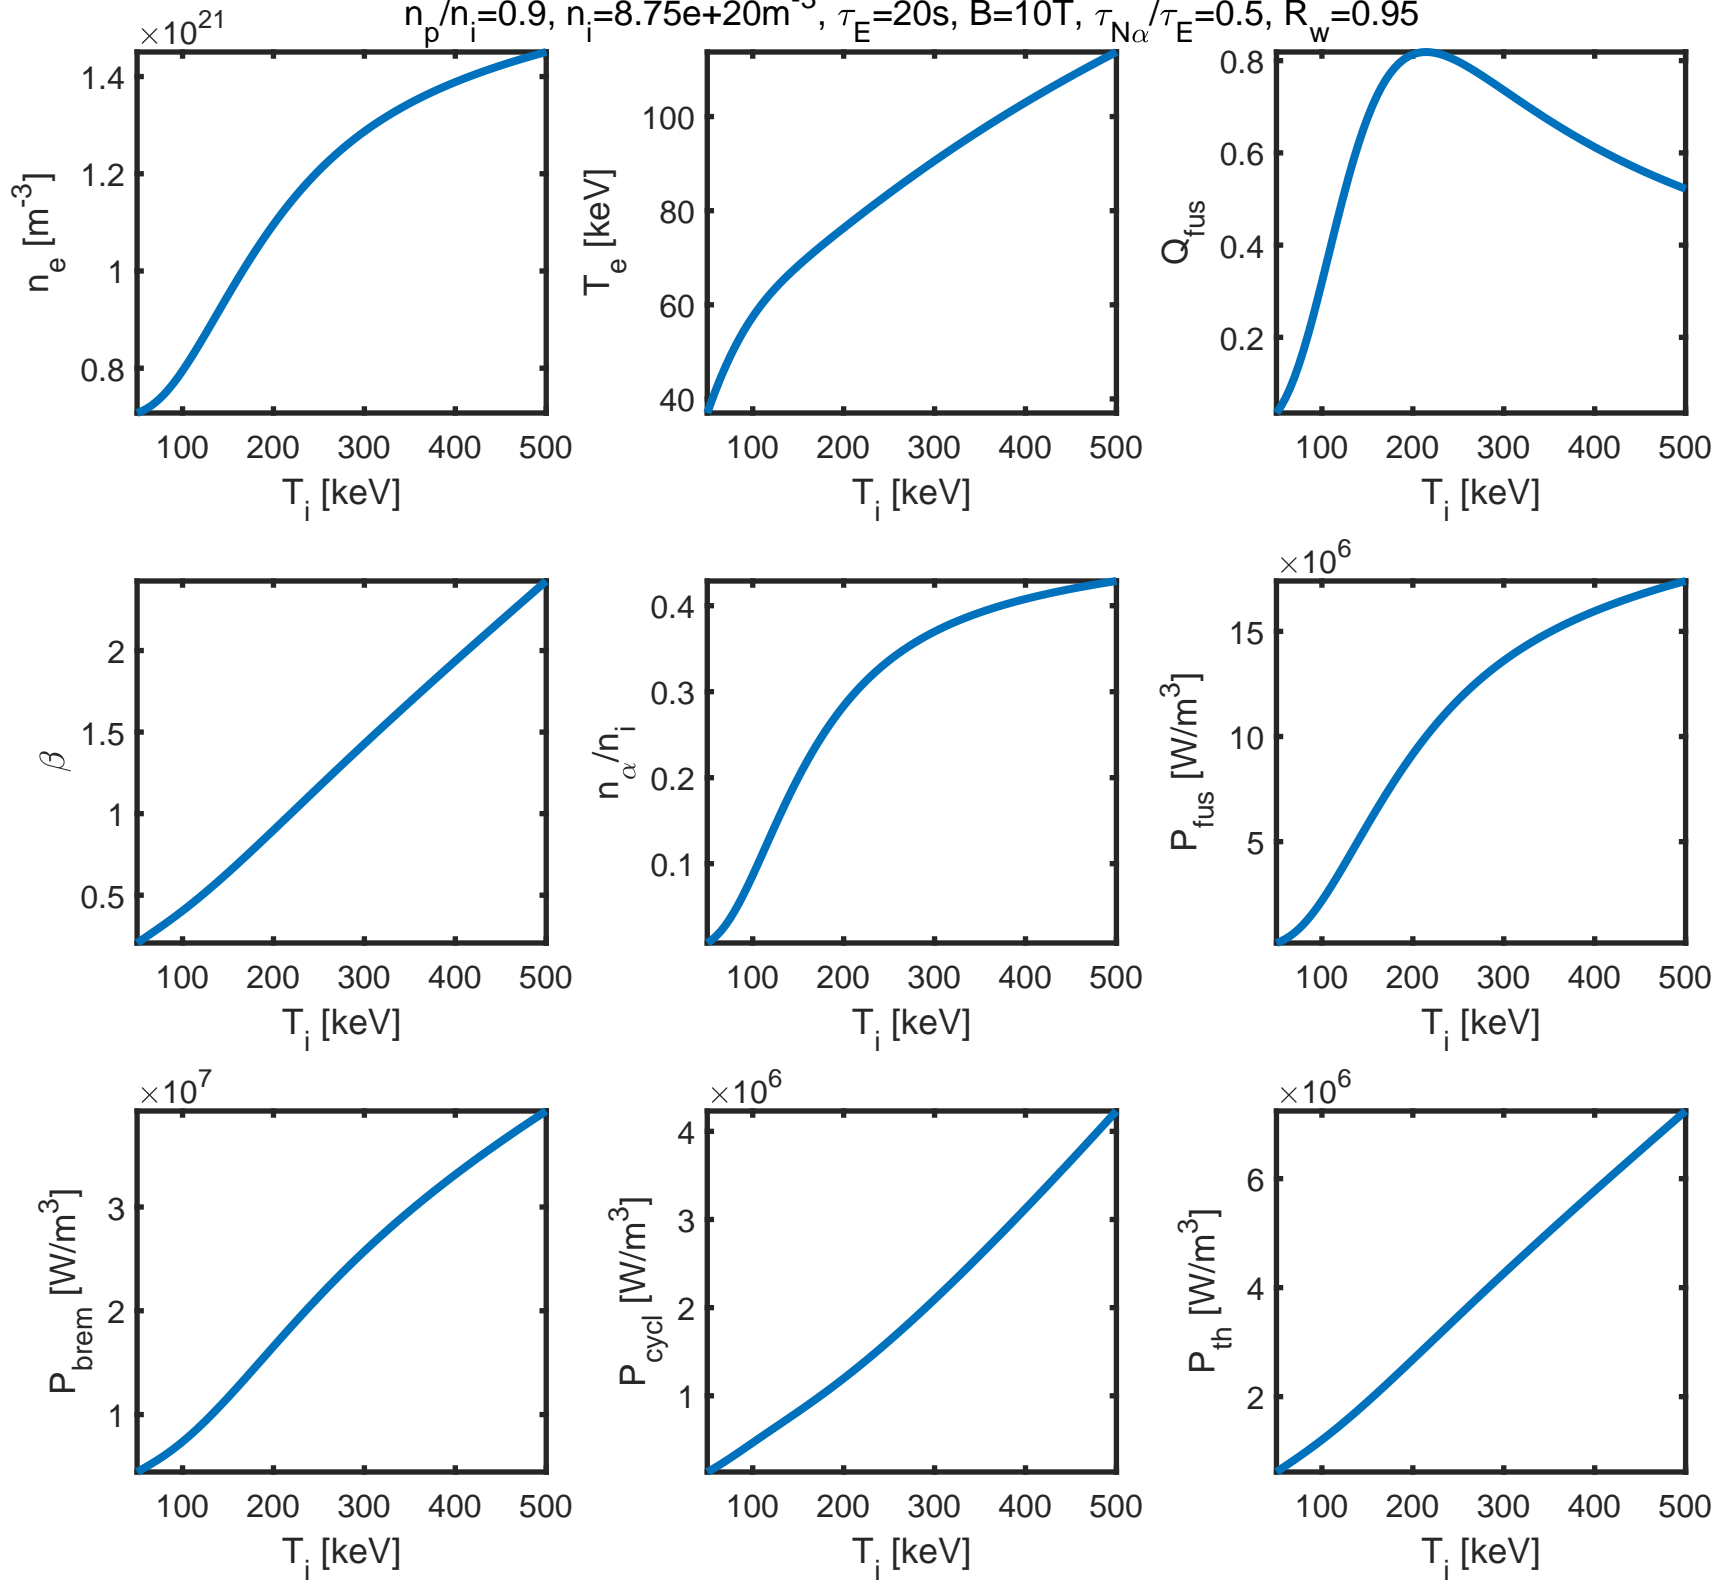 n_p/n_i=0.9, n_i=8.75e+20m^-3, τ_E=20s, B=10T, τ_Nα/τ_E=0.5, R_w=0.95
×10^21
1.4
1.2
1
0.8
n_e [m^-3]
100 200 300 400 500
T_i [keV]
100
80
60
40
T_e [keV]
100 200 300 400 500
T_i [keV]
0.8
0.6
0.4
0.2
Q_fus
100 200 300 400 500
T_i [keV]
2
1.5
1
0.5
β
100 200 300 400 500
T_i [keV]
0.4
0.3
0.2
0.1
n_α/n_i
100 200 300 400 500
T_i [keV]
×10^6
15
10
5
P_fus [W/m^3]
100 200 300 400 500
T_i [keV]
×10^7
3
2
1
P_brem [W/m^3]
100 200 300 400 500
T_i [keV]
×10^6
4
3
2
1
P_cycl [W/m^3]
100 200 300 400 500
T_i [keV]
×10^6
6
4
2
P_th [W/m^3]
100 200 300 400 500
T_i [keV]